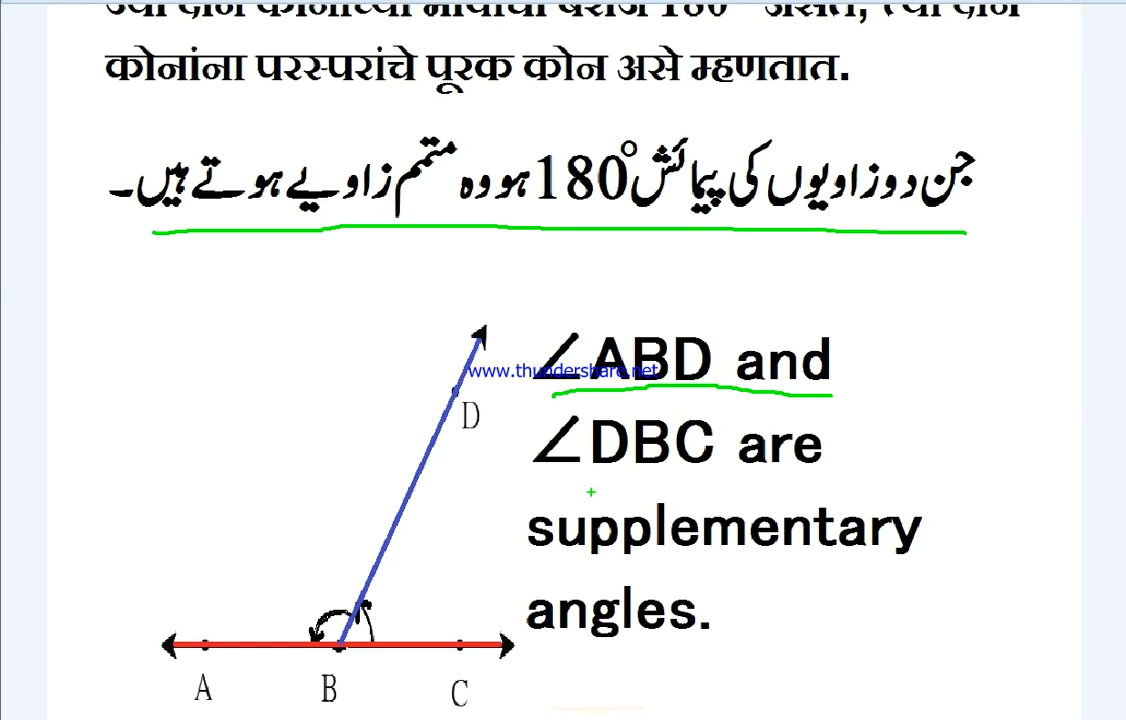 कोनांना परस्परांचे पूरक कोन असे म्हणतात.
جن دو زاویوں کی پیمائش 180° ہو وہ متمم زاویے ہوتے ہیں۔
∠ABD and
www.thundershare.net
D
∠DBC are
supplementary
angles.
A B C